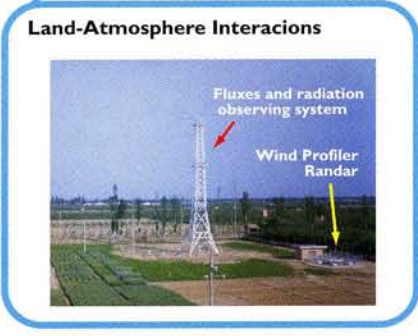 Land-Atmosphere Interacions
Fluxes and radiation
observing system
Wind Profiler
Randar